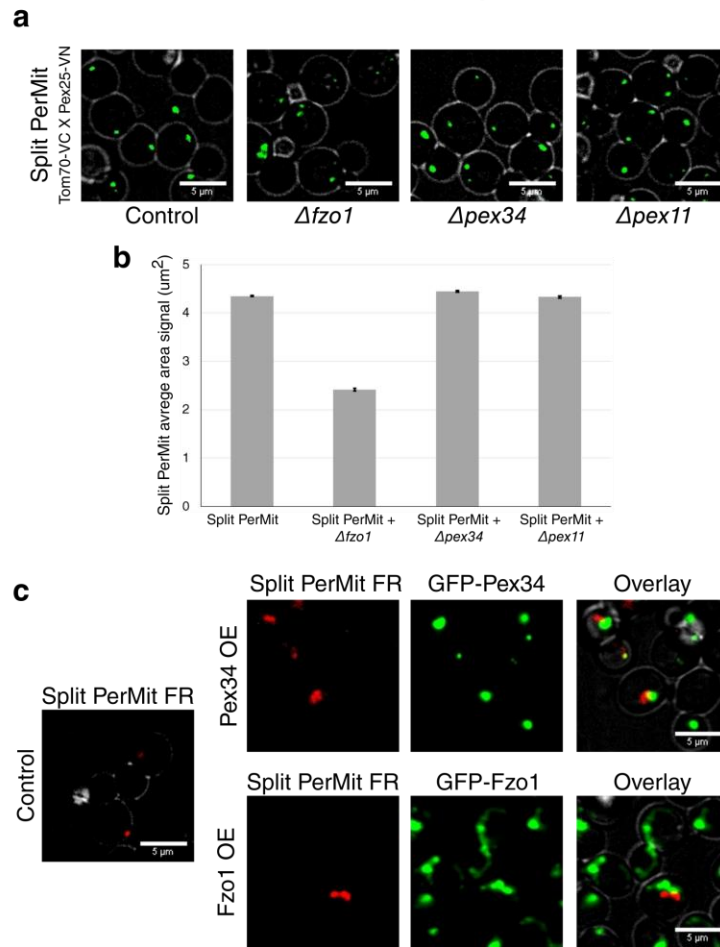 a
Split PerMit
Tom70-VC X Pex25-VN
5 µm
5 µm
5 µm
5 µm
Control
Δfzo1
Δpex34
Δpex11
b
Split PerMit avrege area signal (um²)
5
4
3
2
1
0
Split PerMit
Split PerMit +
Δfzo1
Split PerMit +
Δpex34
Split PerMit +
Δpex11
c
Split PerMit FR
GFP-Pex34
Overlay
Pex34 OE
5 µm
Split PerMit FR
Control
5 µm
Split PerMit FR
GFP-Fzo1
Overlay
Fzo1 OE
5 µm